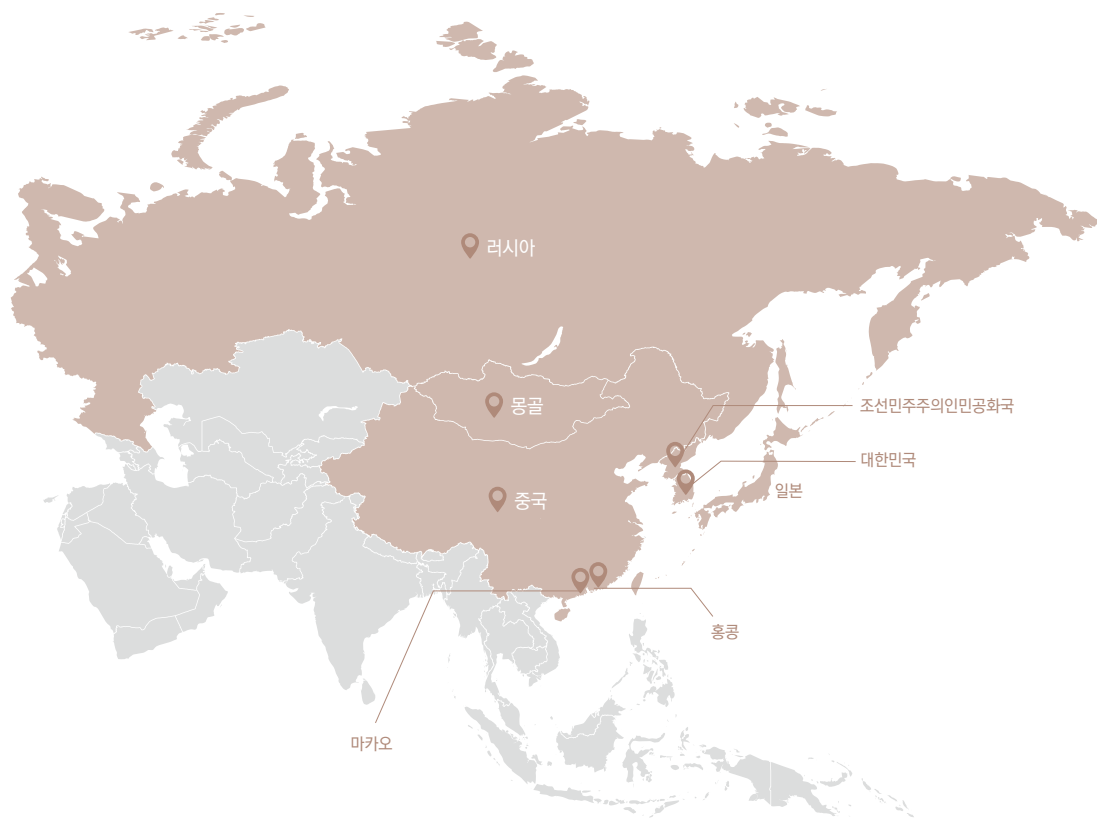 러시아
몽골
조선민주주의인민공화국
대한민국
일본
중국
홍콩
마카오